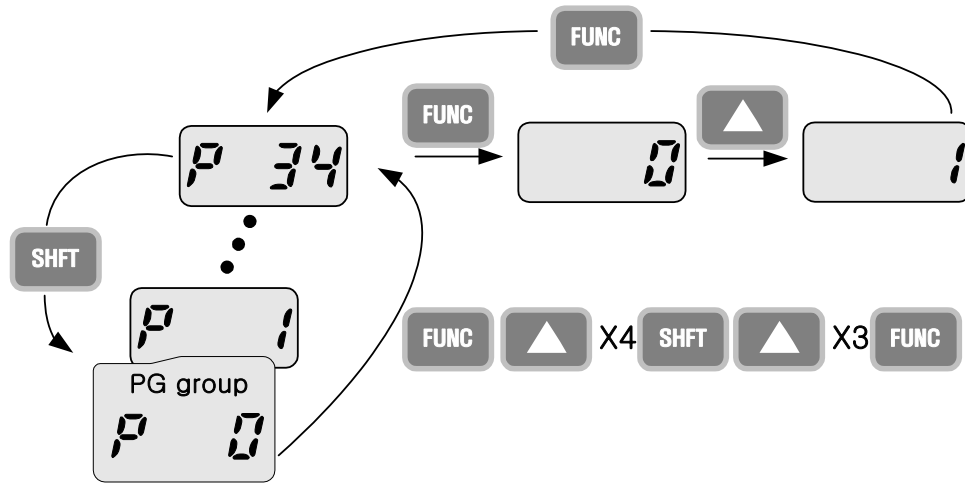 FUNC
FUNC
P 34
0
1
SHFT
P 1
FUNC X4 SHFT X3 FUNC
PG group
P 0